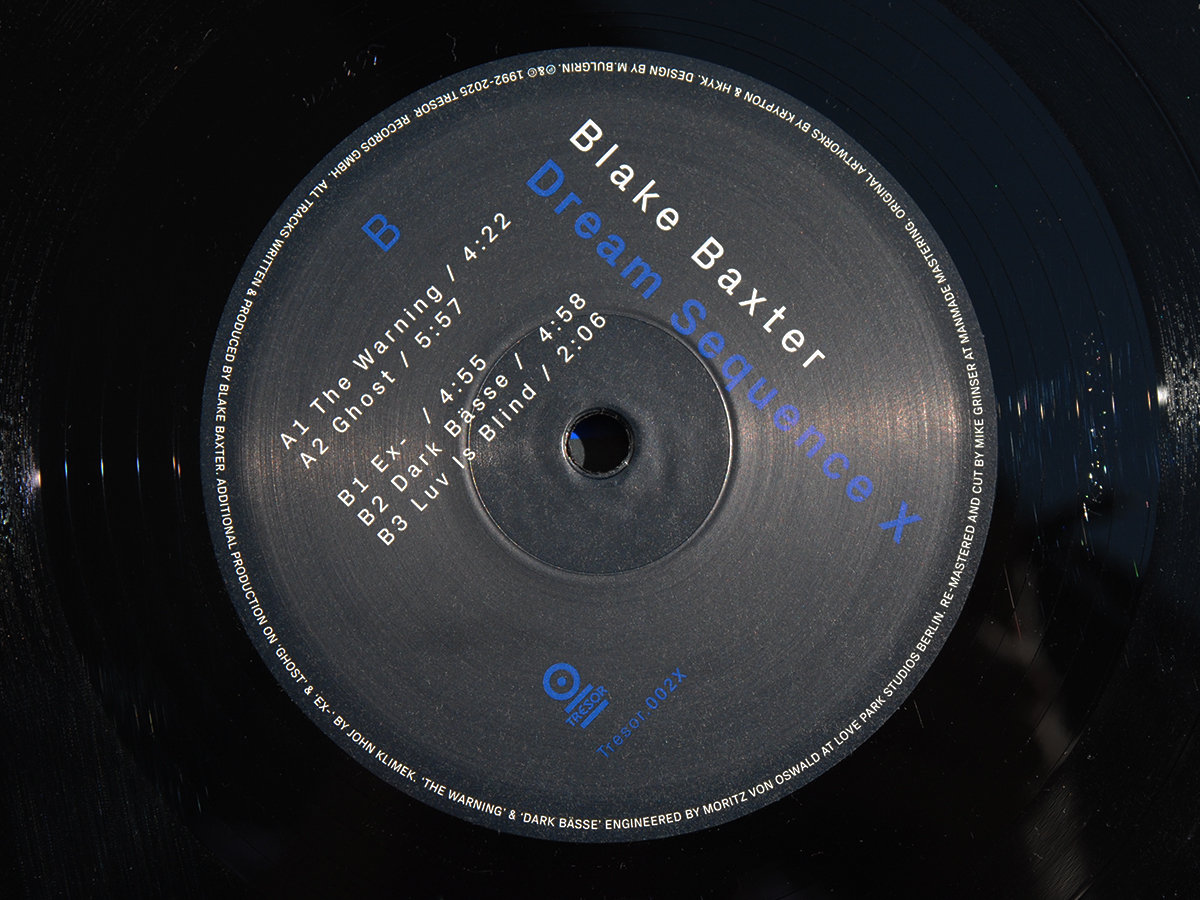 Blake Baxter
Dream Sequence X
B
A1 The Warning / 4:22
A2 Ghost / 5:57
B1 Ex- / 4:55
B2 Dark Bässe / 4:58
B3 Luv Is Blind / 2:06
TRESOR
Tresor.002X
℗&© 1992-2025 TRESOR RECORDS GMBH. ALL TRACKS WRITTEN & PRODUCED BY BLAKE BAXTER. ADDITIONAL PRODUCTION ON 'GHOST' & 'EX-' BY JOHN KLIMEK. 'THE WARNING' & 'DARK BÄSSE' ENGINEERED BY MORITZ VON OSWALD AT LOVE PARK STUDIOS BERLIN. RE-MASTERED AND CUT BY MIKE GRINSER AT MANMADE MASTERING. ORIGINAL ARTWORKS BY KRYPTON & HKYK. DESIGN BY M.BULGRIN.